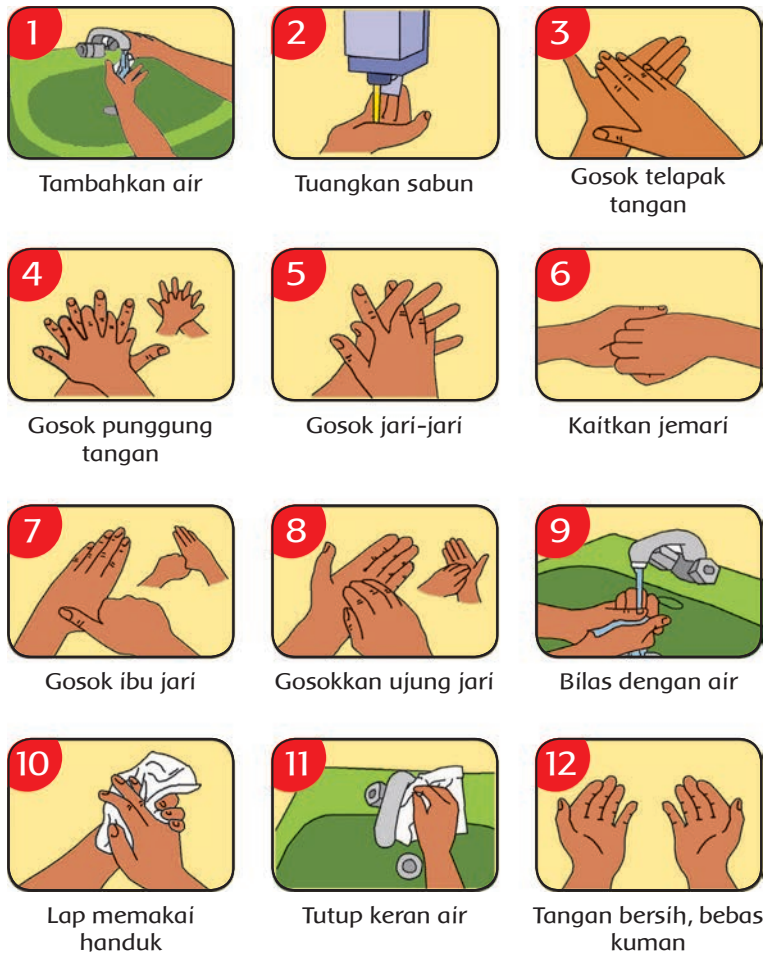 1
Tambahkan air
2
Tuangkan sabun
3
Gosok telapak
tangan
4
Gosok punggung
tangan
5
Gosok jari-jari
6
Kaitkan jemari
7
Gosok ibu jari
8
Gosokkan ujung jari
9
Bilas dengan air
10
Lap memakai
handuk
11
Tutup keran air
12
Tangan bersih, bebas
kuman